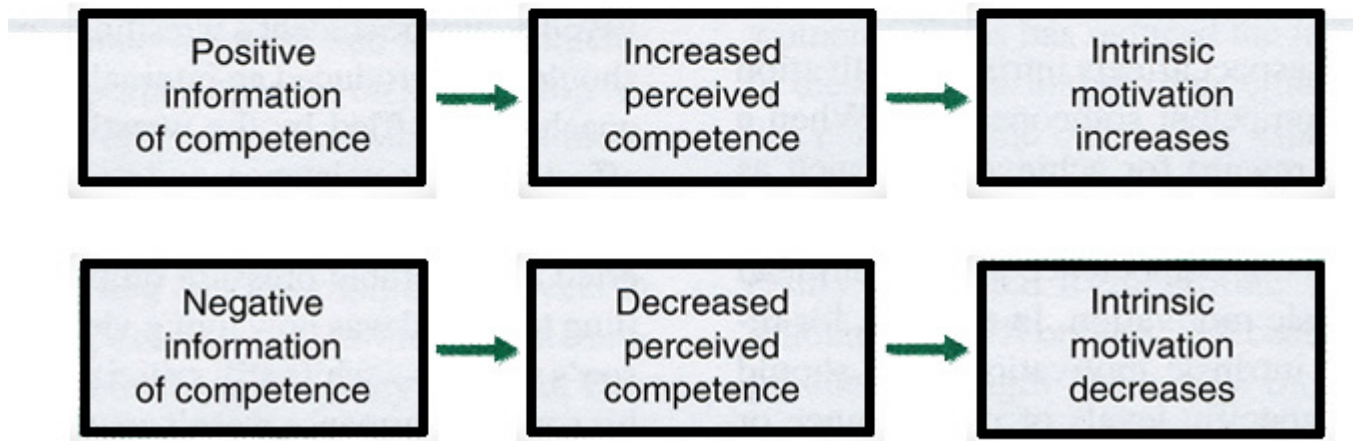 Positive
information
of competence
Increased
perceived
competence
Intrinsic
motivation
increases
Negative
information
of competence
Decreased
perceived
competence
Intrinsic
motivation
decreases